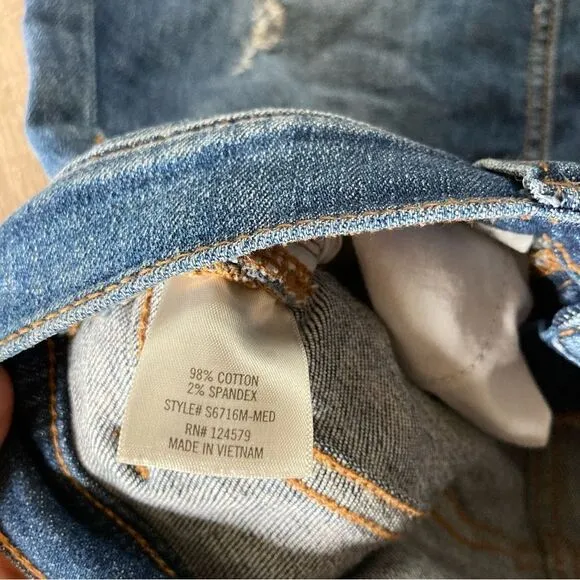 98% COTTON
2% SPANDEX
STYLE# S6716M-MED
RN# 124579
MADE IN VIETNAM